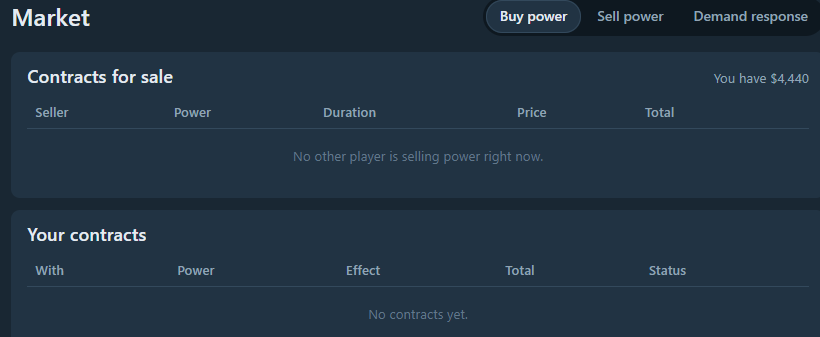 Market
Buy power Sell power Demand response
Contracts for sale
You have $4,440
Seller Power Duration Price Total
No other player is selling power right now.
Your contracts
With Power Effect Total Status
No contracts yet.